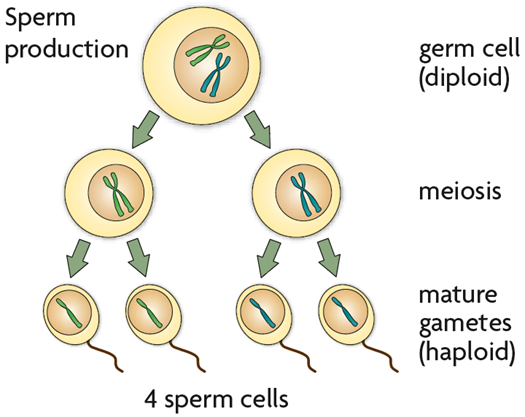 Sperm
production
germ cell
(diploid)
meiosis
mature
gametes
(haploid)
4 sperm cells